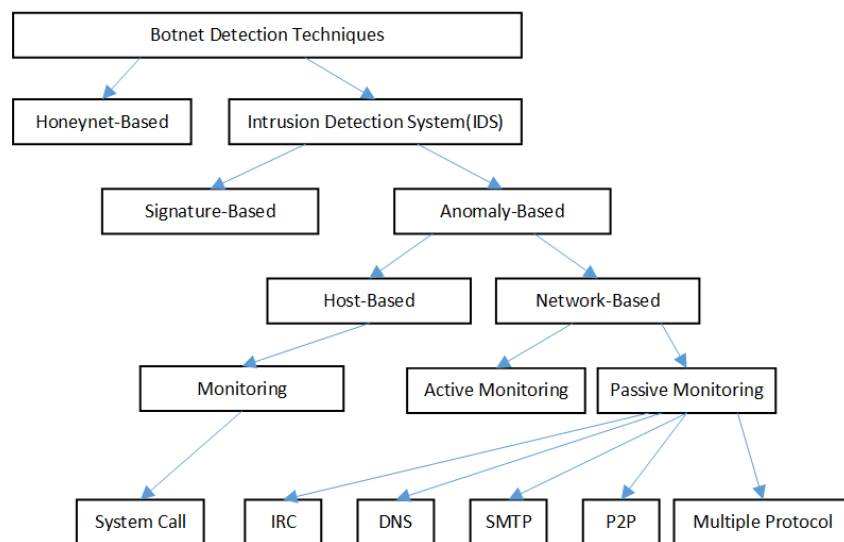 Botnet Detection Techniques
Honeynet-Based
Intrusion Detection System(IDS)
Signature-Based
Anomaly-Based
Host-Based
Network-Based
Monitoring
Active Monitoring
Passive Monitoring
System Call
IRC
DNS
SMTP
P2P
Multiple Protocol